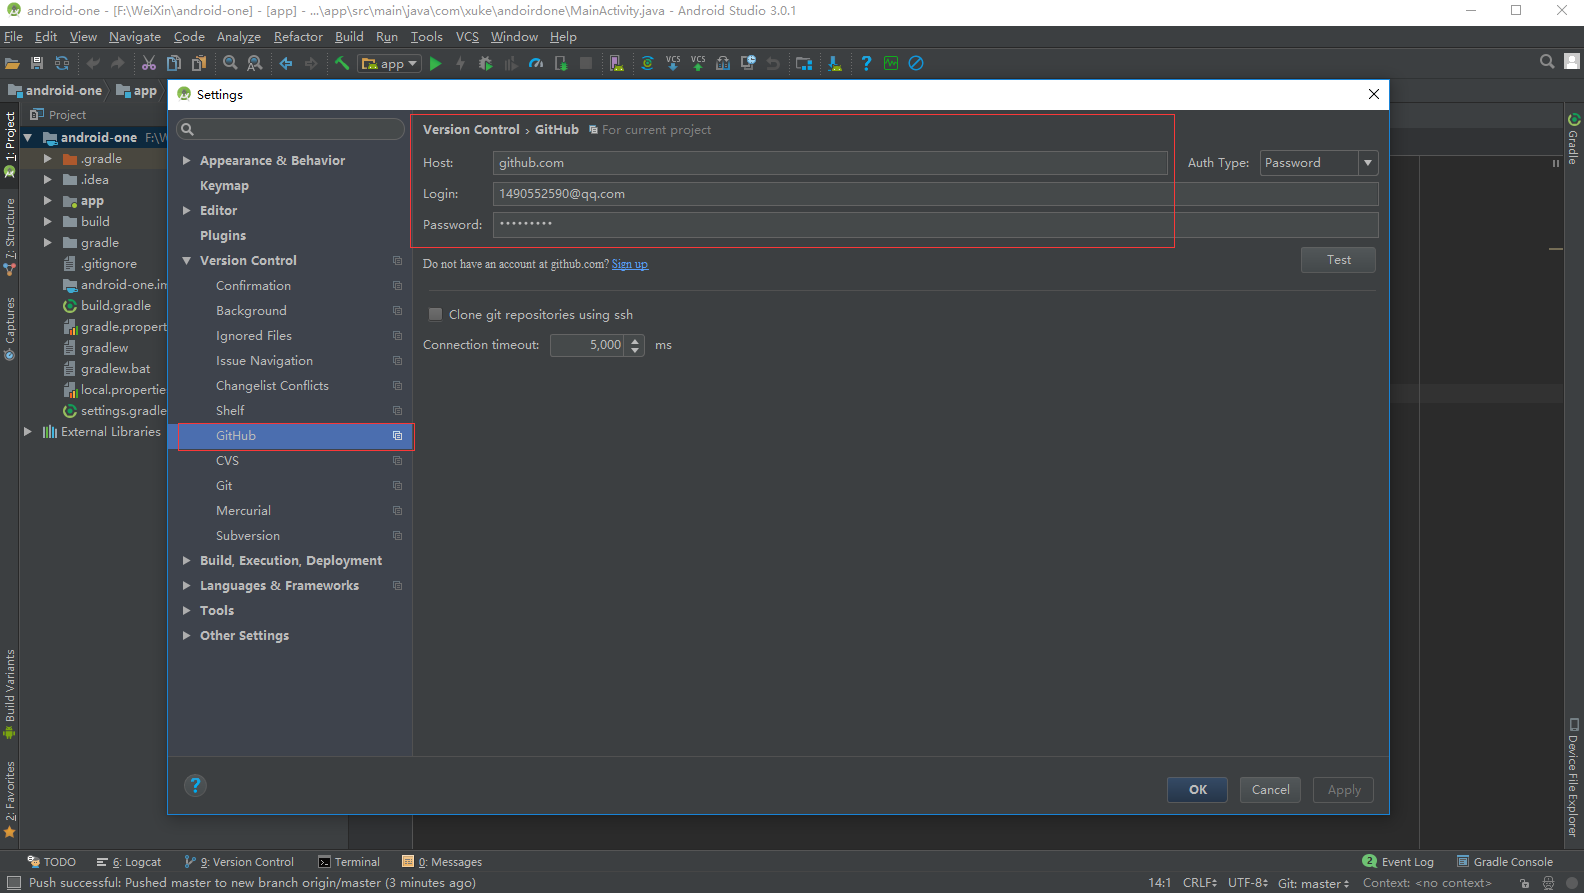 android-one - [F:\WeiXin\android-one] - [app] - ...\app\src\main\java\com\xuke\andoirdone\MainActivity.java - Android Studio 3.0.1
File Edit View Navigate Code Analyze Refactor Build Run Tools VCS Window Help
app
android-one app
Settings
Project
android-one F:\W
.gradle
.idea
app
build
gradle
.gitignore
android-one.im
build.gradle
gradle.propert
gradlew
gradlew.bat
local.propertie
settings.gradle
External Libraries
1: Project
7: Structure
Captures
Build Variants
2: Favorites
Appearance & Behavior
Keymap
Editor
Plugins
Version Control
Confirmation
Background
Ignored Files
Issue Navigation
Changelist Conflicts
Shelf
GitHub
CVS
Git
Mercurial
Subversion
Build, Execution, Deployment
Languages & Frameworks
Tools
Other Settings
Version Control › GitHub For current project
Host: github.com Auth Type: Password
Login: 1490552590@qq.com
Password: •••••••••
Do not have an account at github.com? Sign up
Test
Clone git repositories using ssh
Connection timeout: 5,000 ms
?
OK Cancel Apply
Gradle
Device File Explorer
TODO 6: Logcat 9: Version Control Terminal 0: Messages 2 Event Log Gradle Console
Push successful: Pushed master to new branch origin/master (3 minutes ago) 14:1 CRLF UTF-8 Git: master Context: <no context>